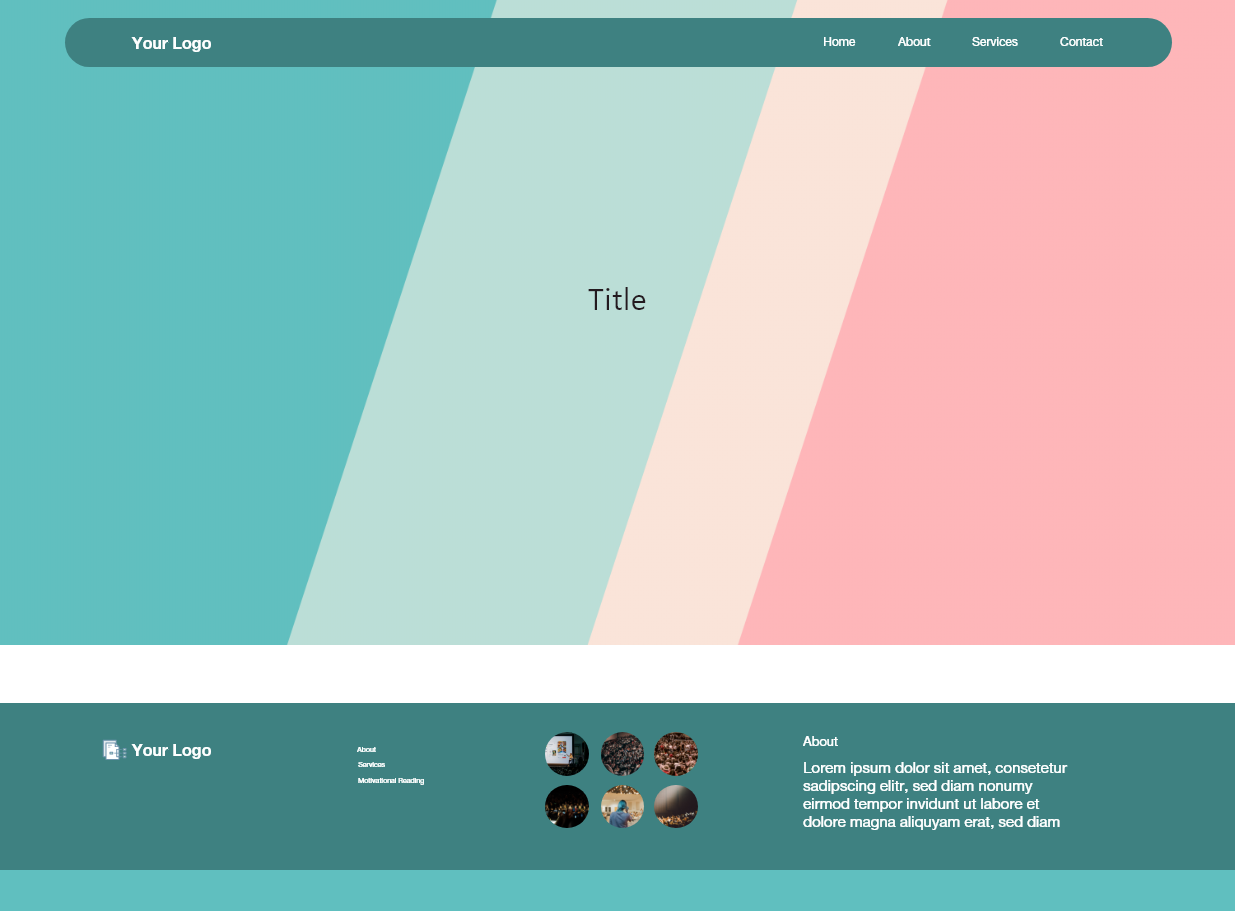 Your Logo
Home
About
Services
Contact
Title
Your Logo
About
Services
Motivational Reading
About
Lorem ipsum dolor sit amet, consetetur
sadipscing elitr, sed diam nonumy
eirmod tempor invidunt ut labore et
dolore magna aliquyam erat, sed diam